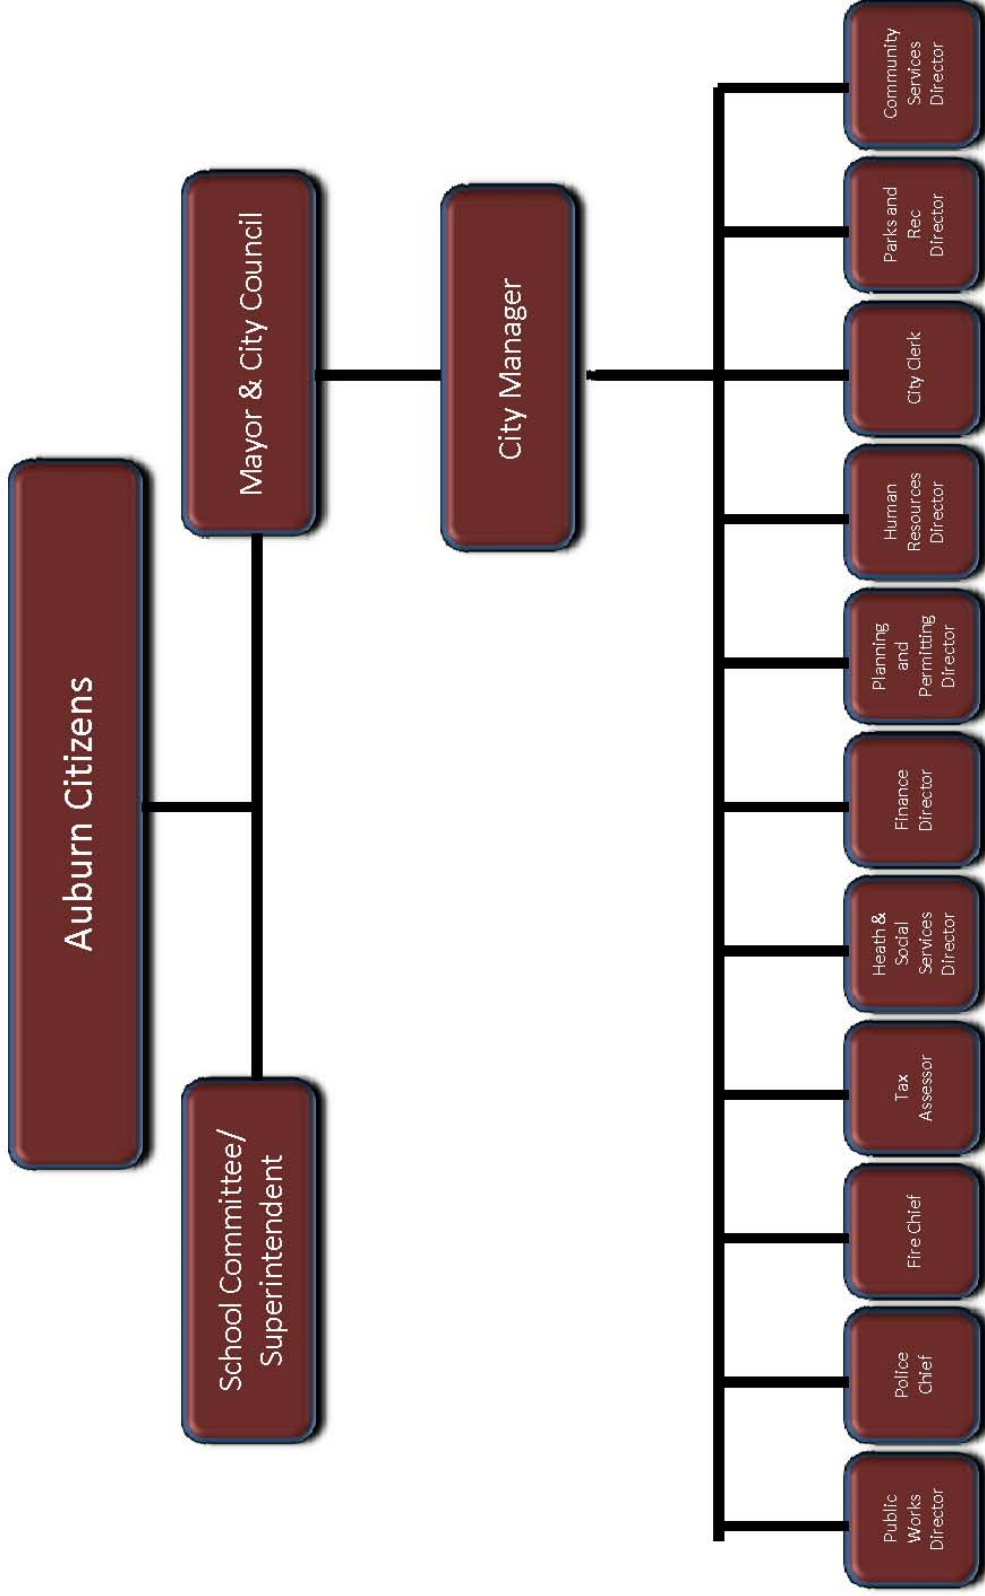 Auburn Citizens
School Committee/
Superintendent
Mayor & City Council
City Manager
Public
Works
Director
Police
Chief
Fire Chief
Tax
Assessor
Heath &
Social
Services
Director
Finance
Director
Planning
and
Permitting
Director
Human
Resources
Director
City Clerk
Parks and
Rec
Director
Community
Services
Director